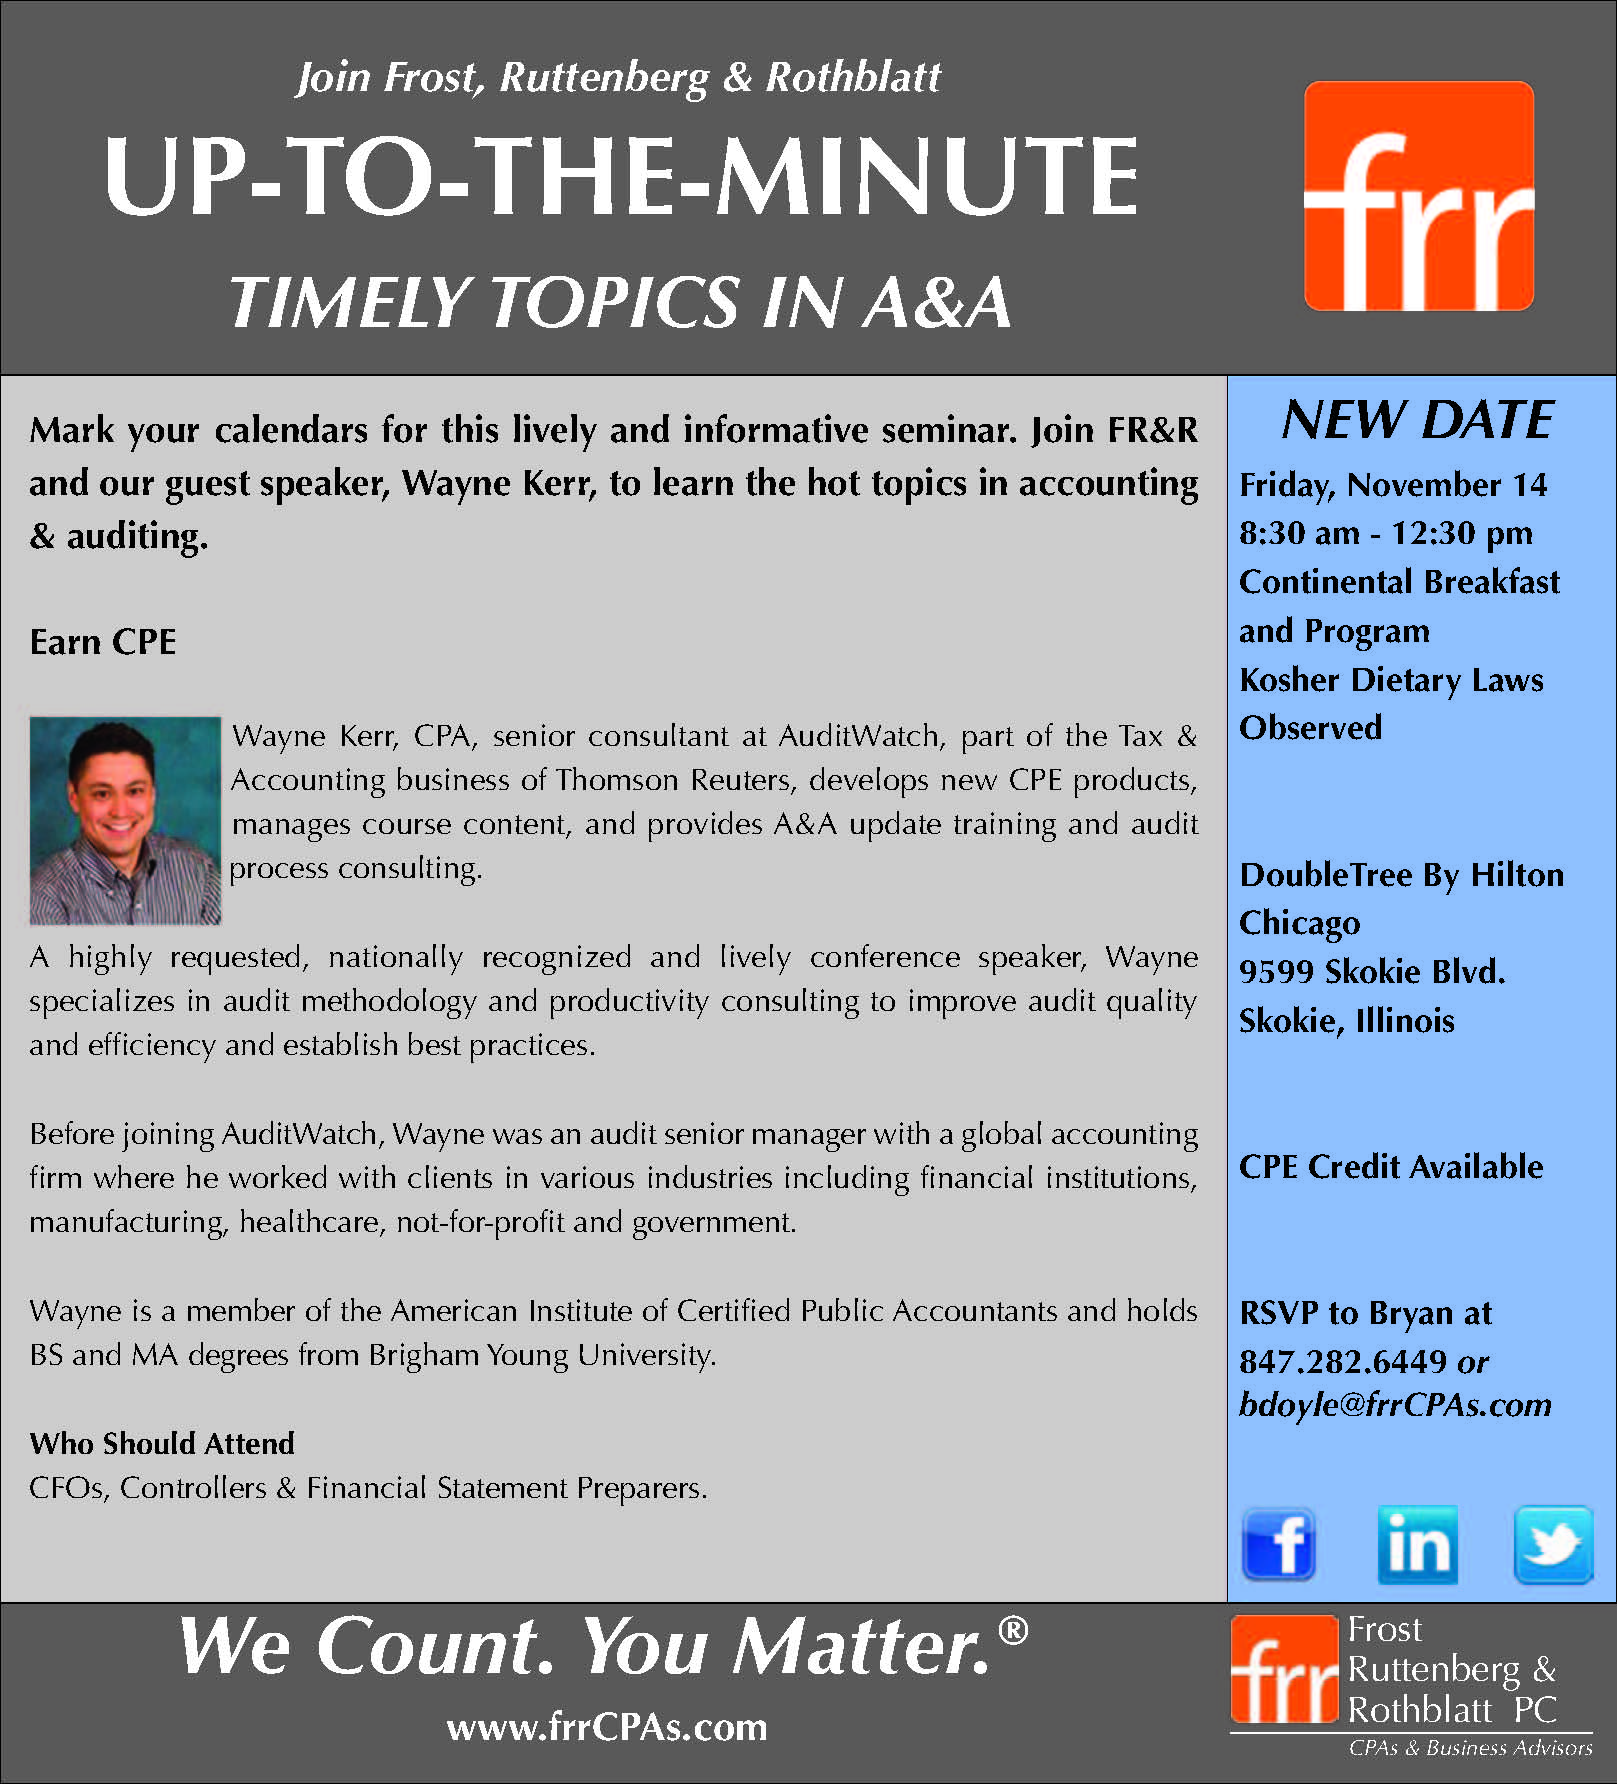 Join Frost, Ruttenberg & Rothblatt
UP-TO-THE-MINUTE
TIMELY TOPICS IN A&A
frr
Mark your calendars for this lively and informative seminar. Join FR&R
and our guest speaker, Wayne Kerr, to learn the hot topics in accounting
& auditing.
Earn CPE
Wayne Kerr, CPA, senior consultant at AuditWatch, part of the Tax &
Accounting business of Thomson Reuters, develops new CPE products,
manages course content, and provides A&A update training and audit
process consulting.
A highly requested, nationally recognized and lively conference speaker, Wayne
specializes in audit methodology and productivity consulting to improve audit quality
and efficiency and establish best practices.
Before joining AuditWatch, Wayne was an audit senior manager with a global accounting
firm where he worked with clients in various industries including financial institutions,
manufacturing, healthcare, not-for-profit and government.
Wayne is a member of the American Institute of Certified Public Accountants and holds
BS and MA degrees from Brigham Young University.
Who Should Attend
CFOs, Controllers & Financial Statement Preparers.
NEW DATE
Friday, November 14
8:30 am - 12:30 pm
Continental Breakfast
and Program
Kosher Dietary Laws
Observed
DoubleTree By Hilton
Chicago
9599 Skokie Blvd.
Skokie, Illinois
CPE Credit Available
RSVP to Bryan at
847.282.6449 or
bdoyle@frrCPAs.com
f in
We Count. You Matter.®
www.frrCPAs.com
frr
Frost
Ruttenberg &
Rothblatt PC
CPAs & Business Advisors